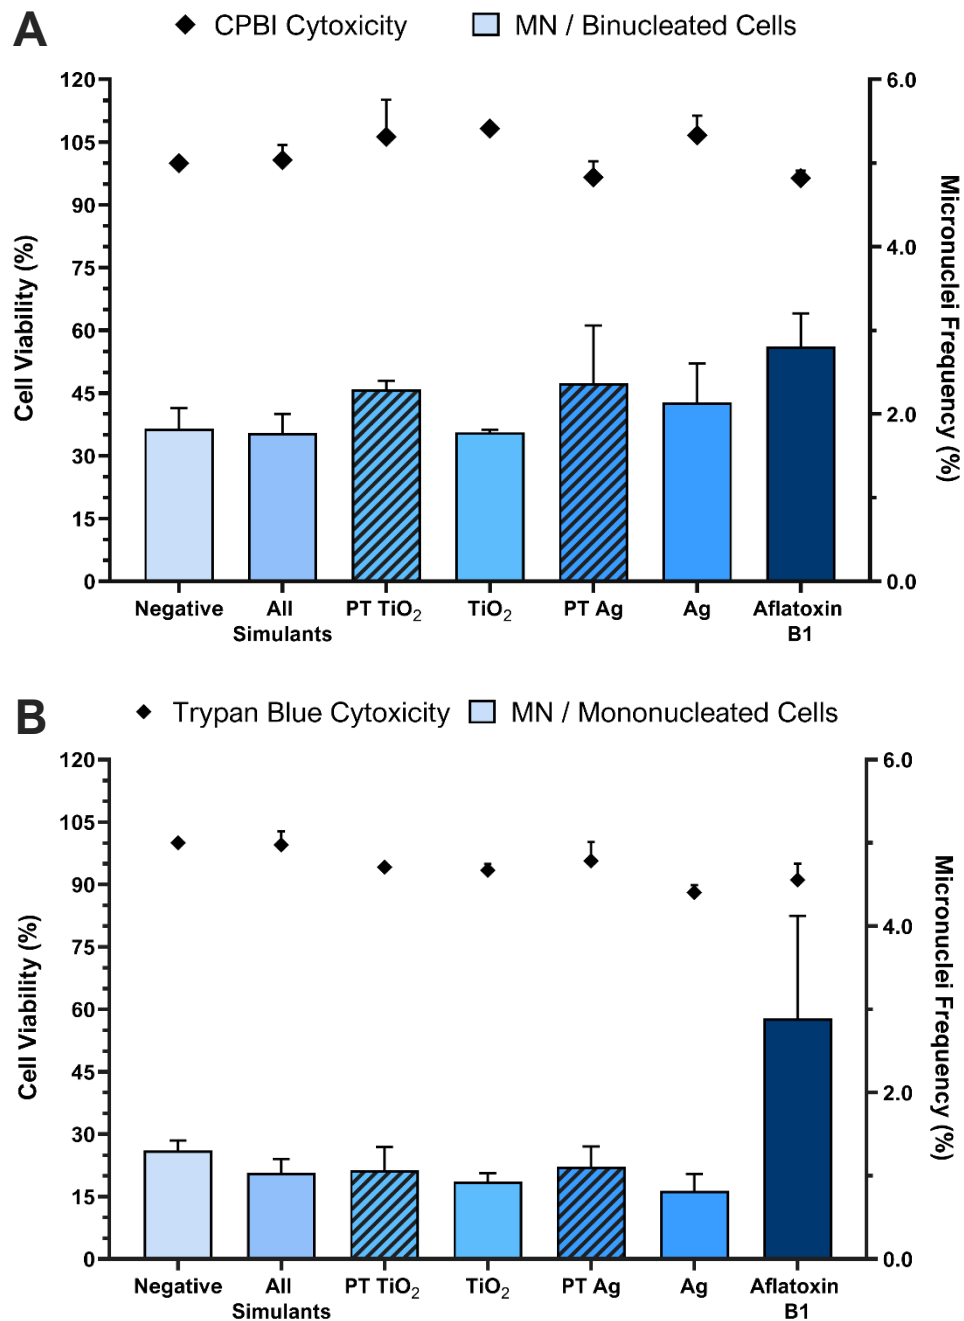 A
CPBI Cytoxicity
MN / Binucleated Cells
120
105
90
75
60
45
30
15
0
Cell Viability (%)
6.0
4.0
2.0
0.0
Micronuclei Frequency (%)
Negative
All
Simulants
PT TiO₂
TiO₂
PT Ag
Ag
Aflatoxin
B1
B
Trypan Blue Cytoxicity
MN / Mononucleated Cells
120
105
90
75
60
45
30
15
0
Cell Viability (%)
6.0
4.0
2.0
0.0
Micronuclei Frequency (%)
Negative
All
Simulants
PT TiO₂
TiO₂
PT Ag
Ag
Aflatoxin
B1